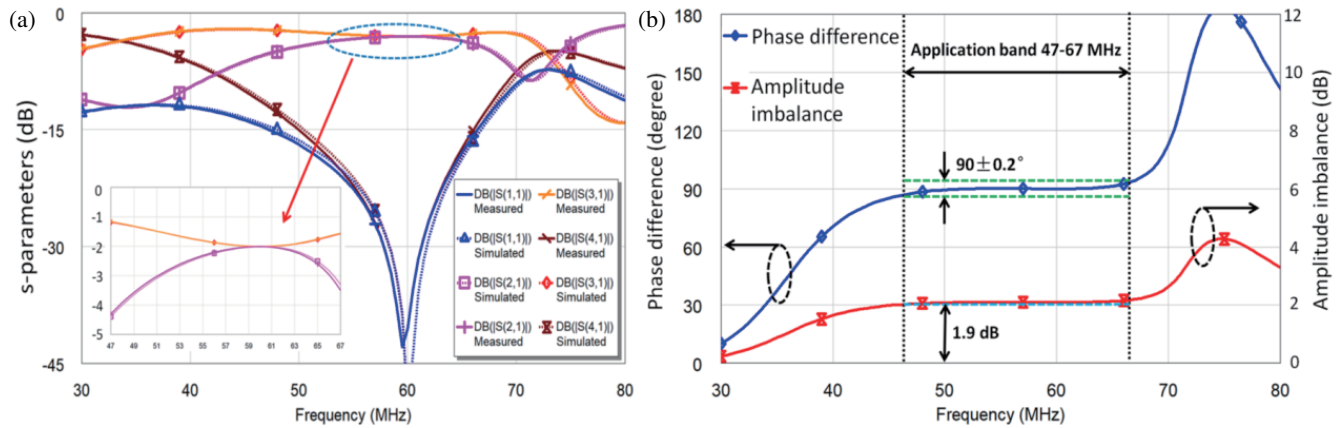 (a)
0
-15
-30
-45
s-parameters (dB)
30
40
50
60
70
80
Frequency (MHz)
0
-1
-2
-3
-4
-5
47
49
51
53
55
57
59
61
63
65
67
DB(|S(1,1)|) Measured
DB(|S(3,1)|) Measured
DB(|S(1,1)|) Simulated
DB(|S(4,1)|) Measured
DB(|S(2,1)|) Simulated
DB(|S(3,1)|) Simulated
DB(|S(2,1)|) Measured
DB(|S(4,1)|) Simulated
(b)
180
150
120
90
60
30
0
Phase difference (degree)
Phase difference
Amplitude
imbalance
Application band 47-67 MHz
90±0.2°
1.9 dB
12
10
8
6
4
2
0
Amplitude imbalance (dB)
30
40
50
60
70
80
Frequency (MHz)